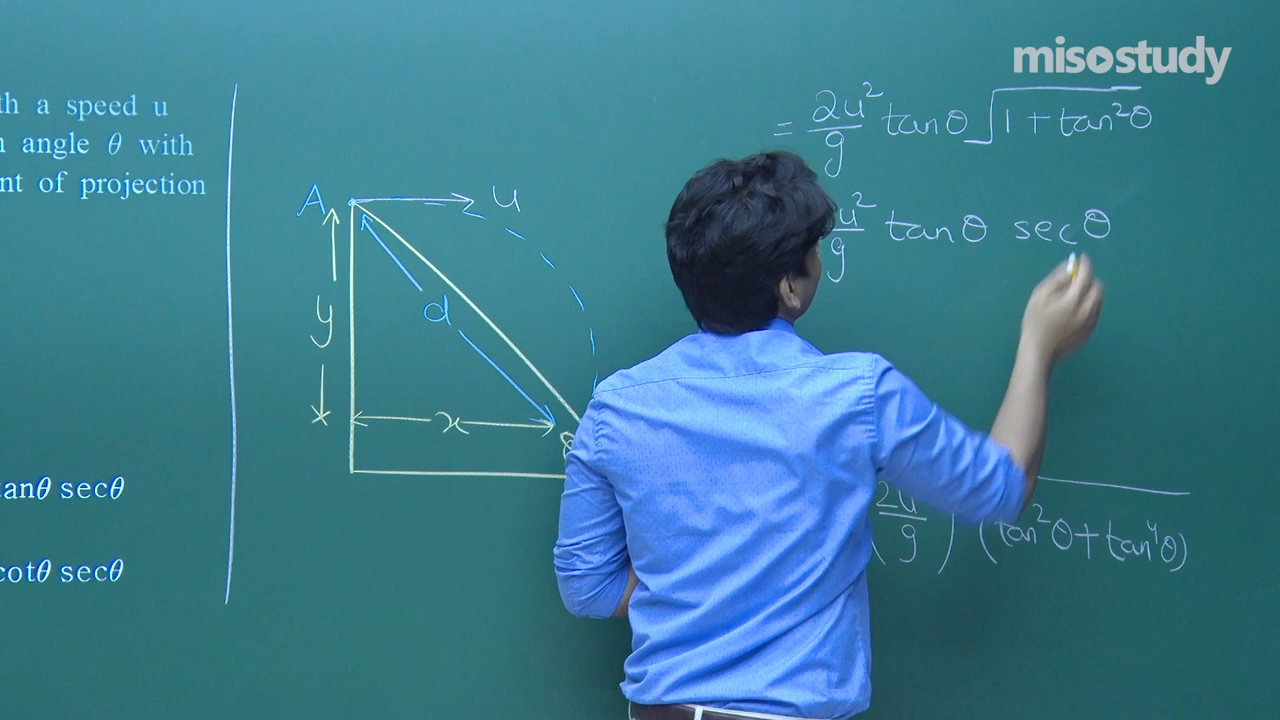 misostudy
th a speed u
angle θ with
nt of projection
anθ secθ
cotθ secθ
A
u
y
d
x
= 2u²/g tanθ √1 + tan²θ
u²/g tanθ secθ
2u/g ) (tan²θ + tan⁴θ)